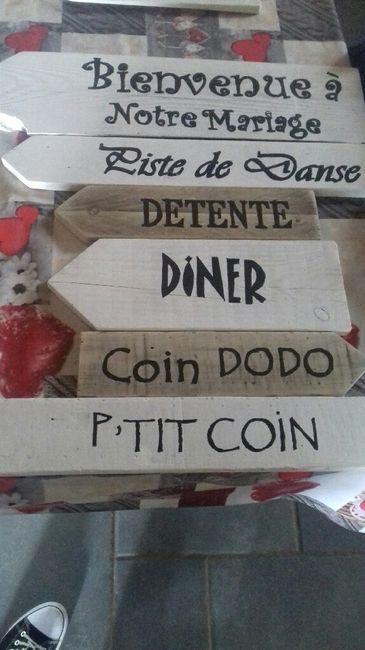 Bienvenue à
Notre Mariage
Piste de Danse
DETENTE
DiNER
Coin DODO
P'TIT COIN